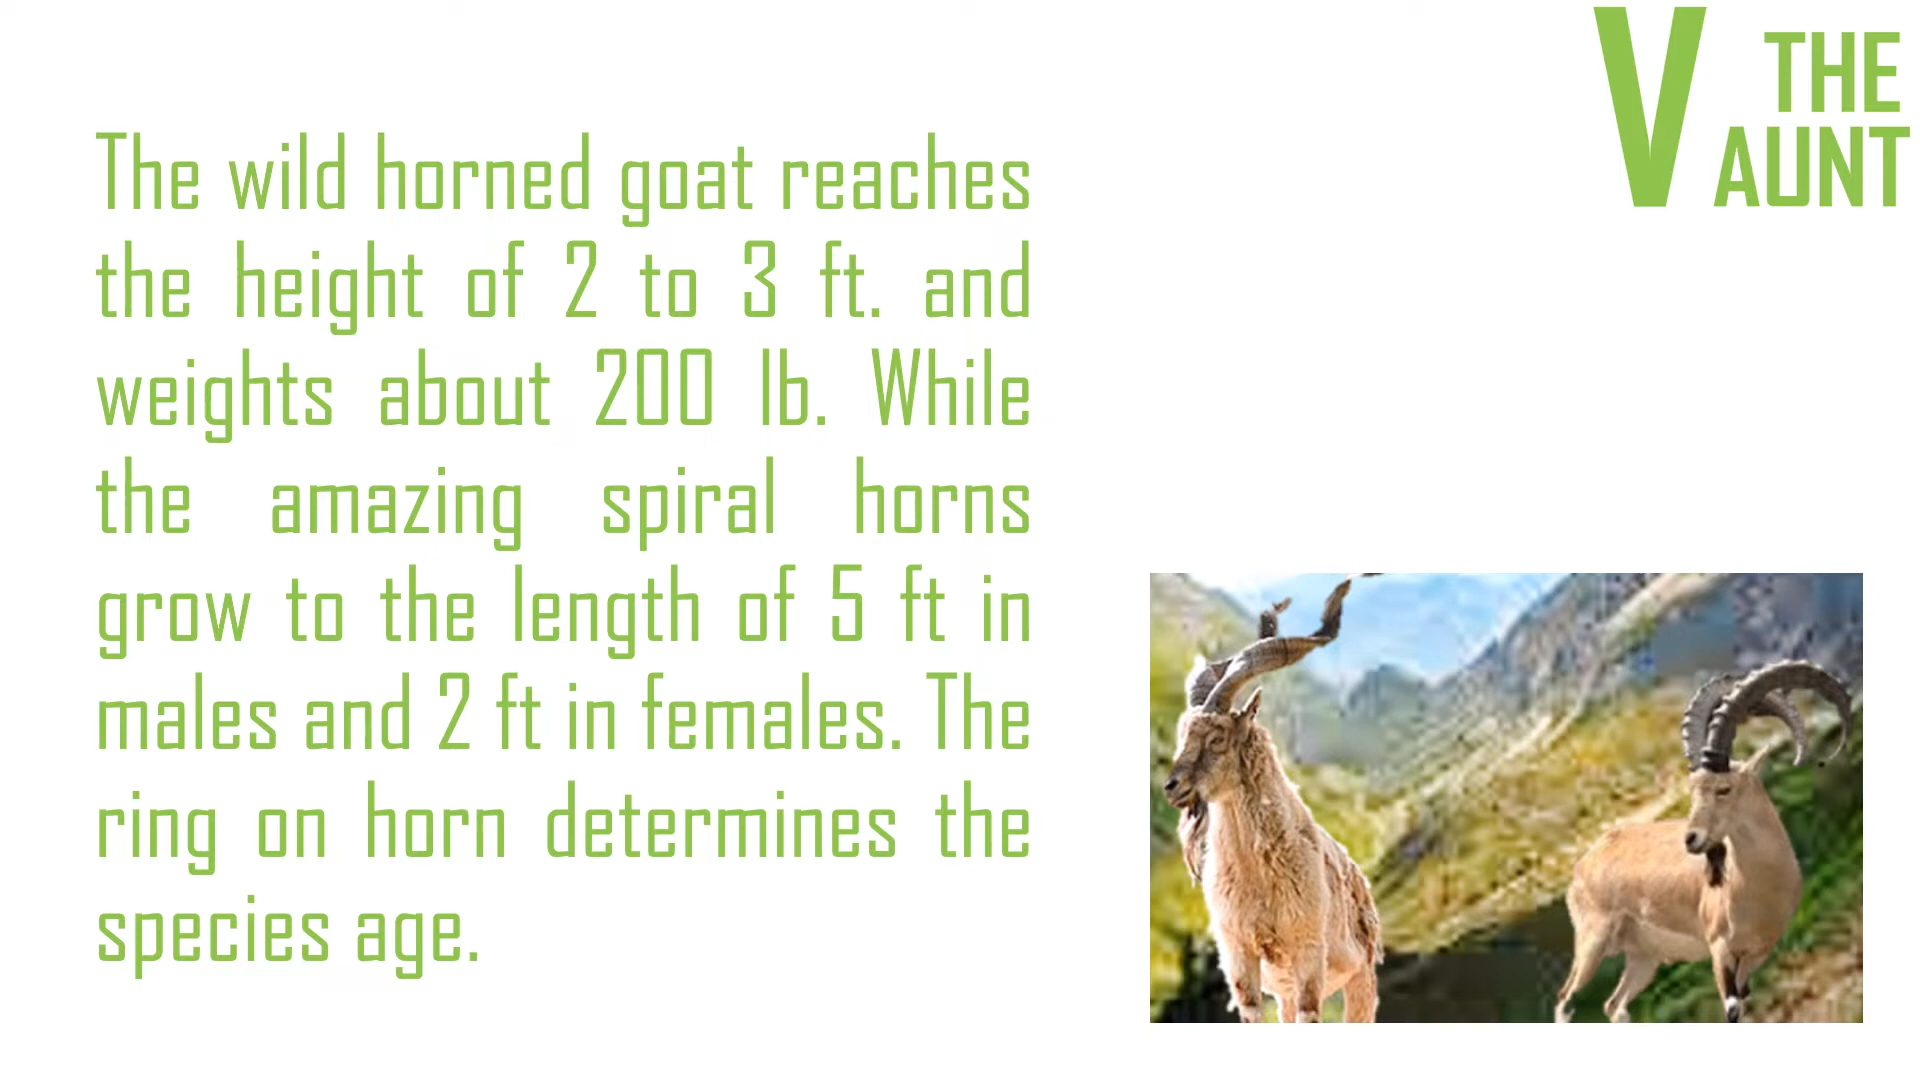 THE
VAUNT
The wild horned goat reaches
the height of 2 to 3 ft. and
weights about 200 lb. While
the amazing spiral horns
grow to the length of 5 ft in
males and 2 ft in females. The
ring on horn determines the
species age.